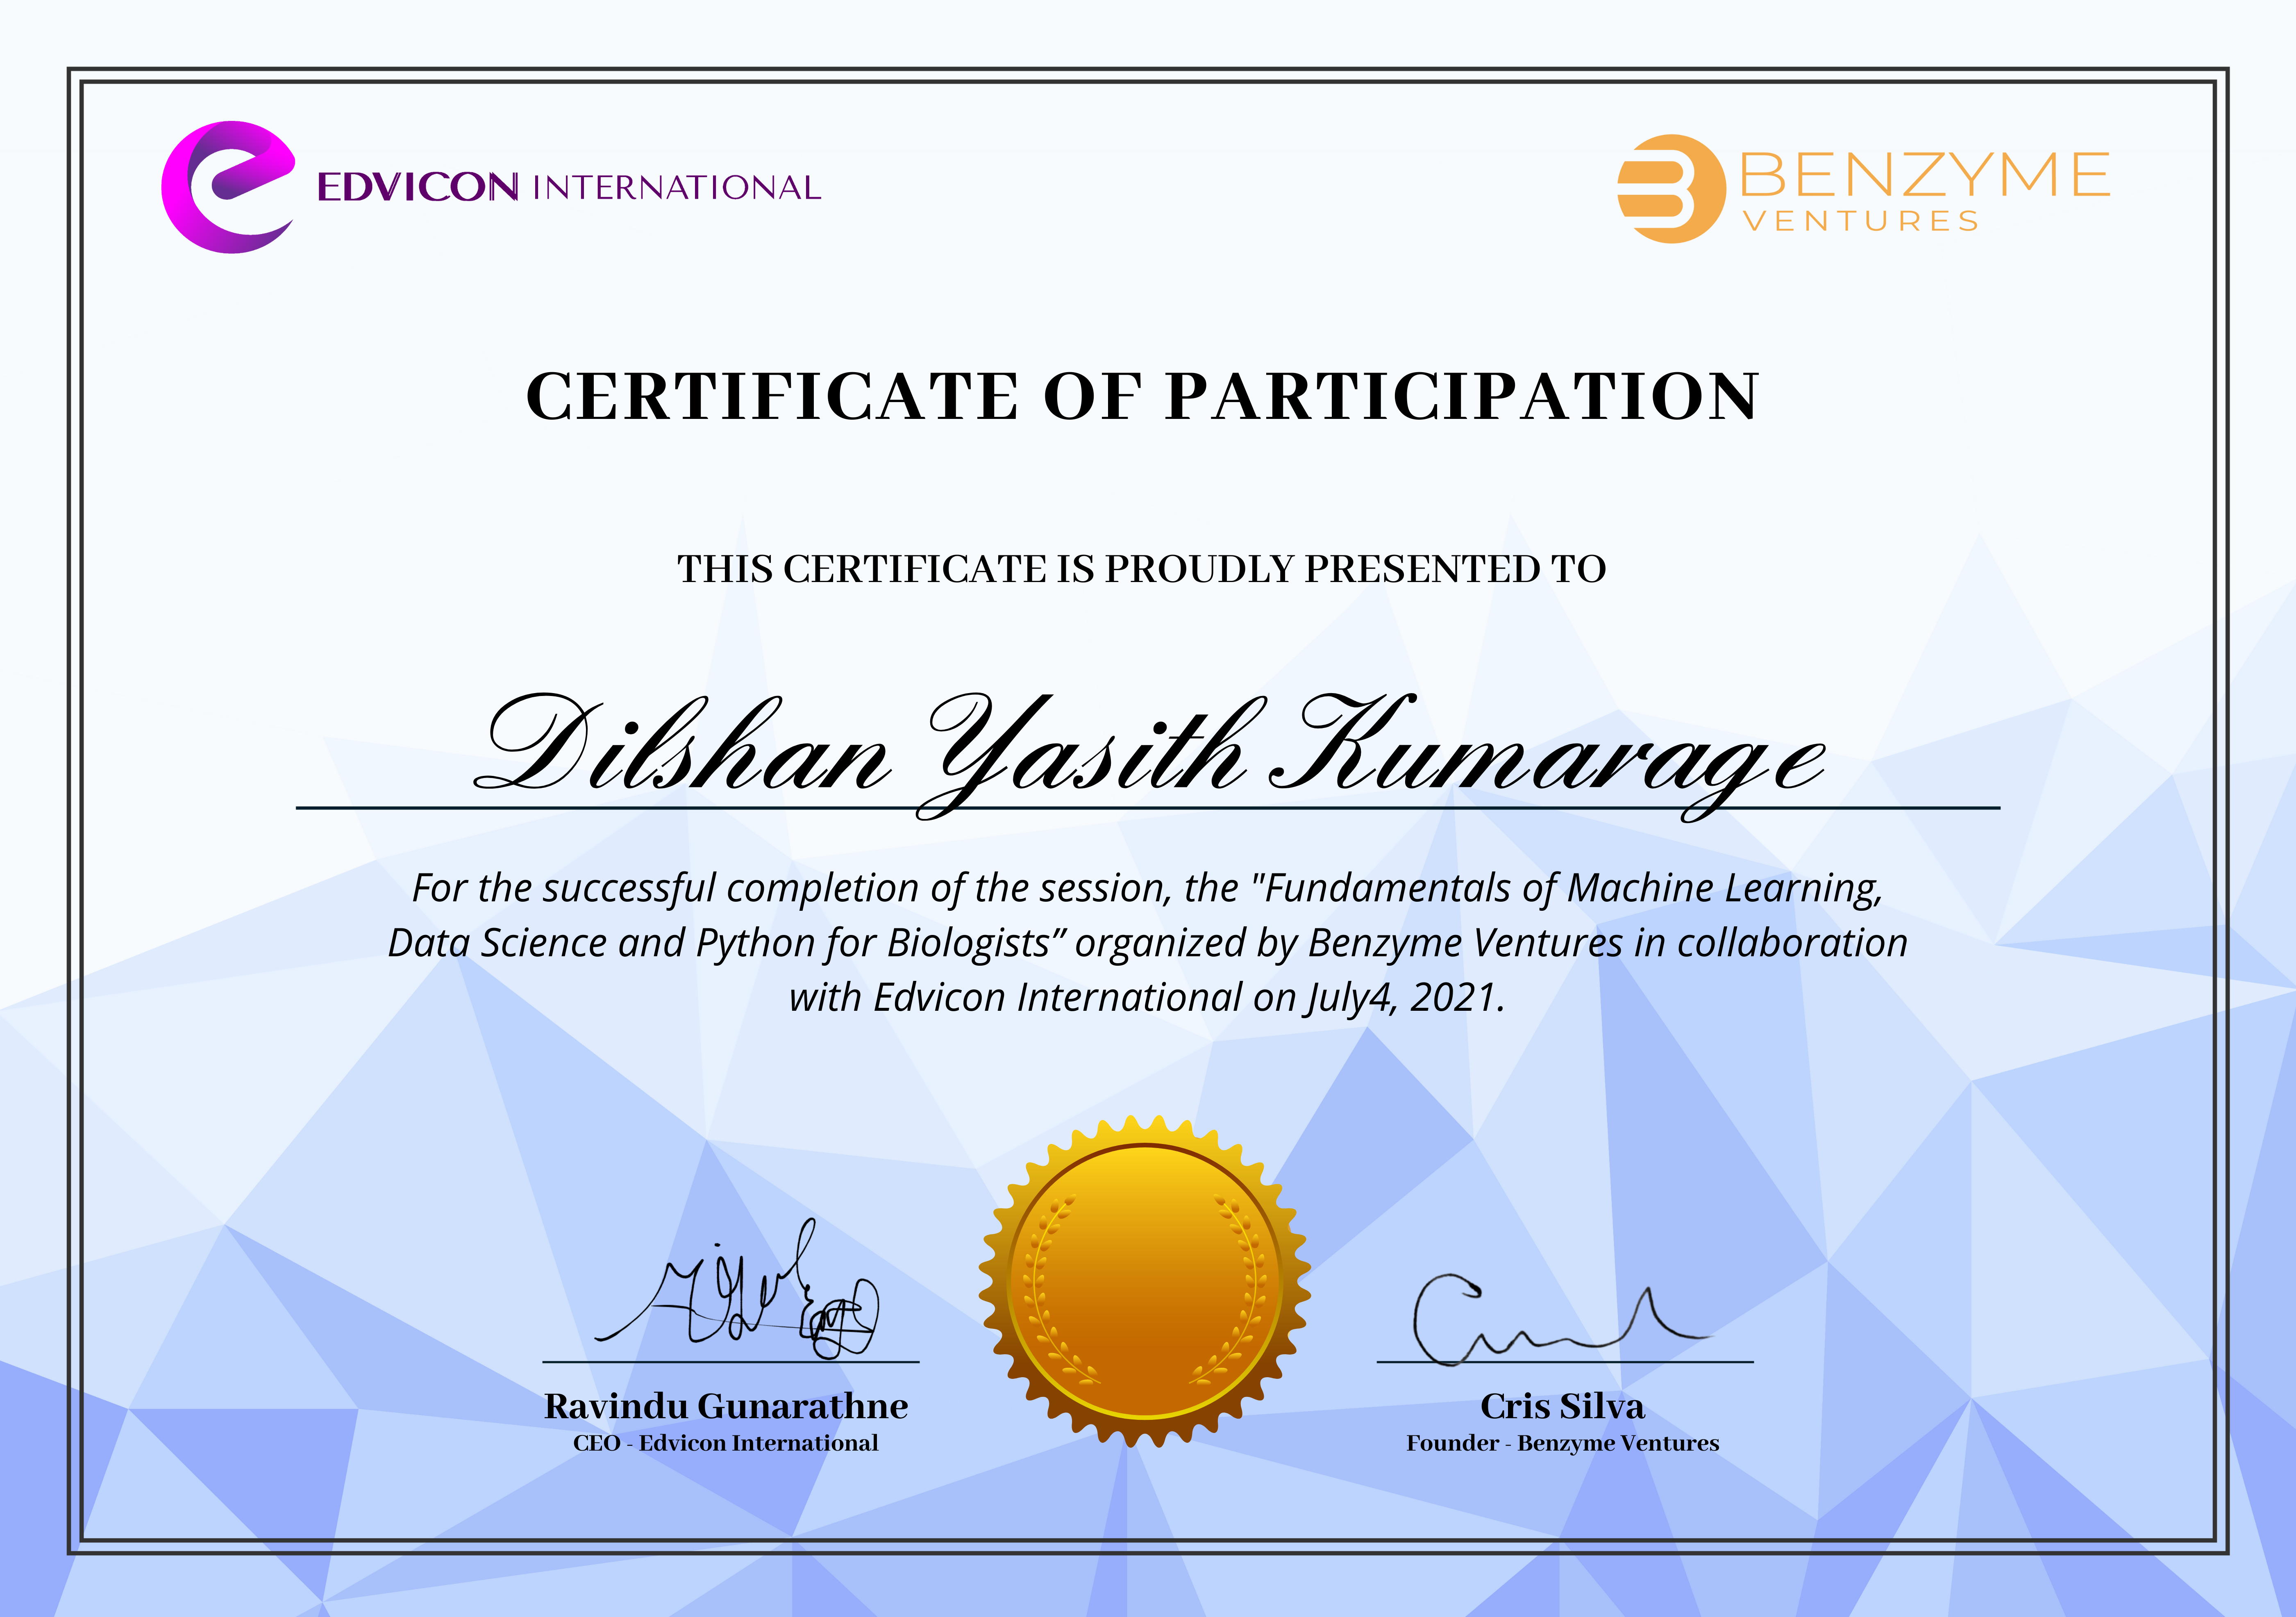 EDVICON INTERNATIONAL
BENZYME
VENTURES
CERTIFICATE OF PARTICIPATION
THIS CERTIFICATE IS PROUDLY PRESENTED TO
Dilshan Yasith Kumarage
For the successful completion of the session, the "Fundamentals of Machine Learning,
Data Science and Python for Biologists” organized by Benzyme Ventures in collaboration
with Edvicon International on July4, 2021.
Ravindu Gunarathne
CEO - Edvicon International
Cris Silva
Founder - Benzyme Ventures